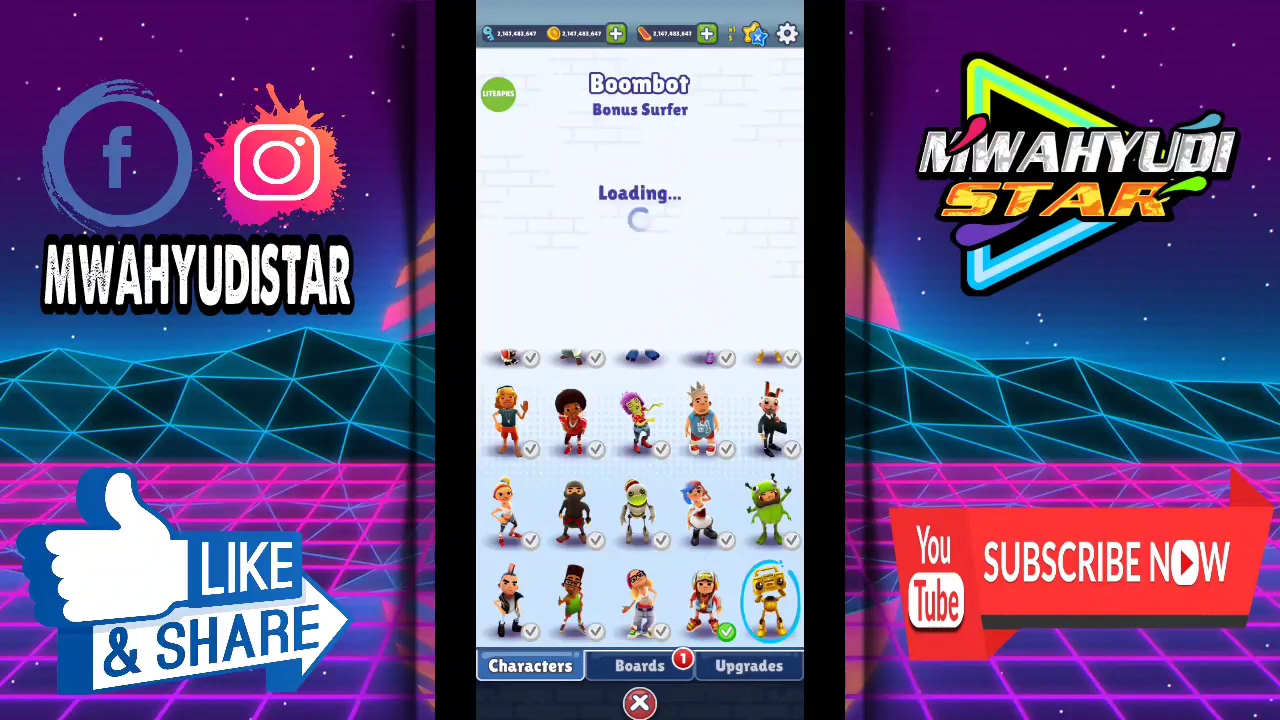 2,147,483,647
2,147,483,647
2,147,483,647
LITEAPKS
Boombot
Bonus Surfer
Loading...
f
MWAHYUDISTAR
MWAHYUDI
STAR
#1
LIKE
& SHARE
You
Tube
SUBSCRIBE NOW
Characters
Boards
1
Upgrades